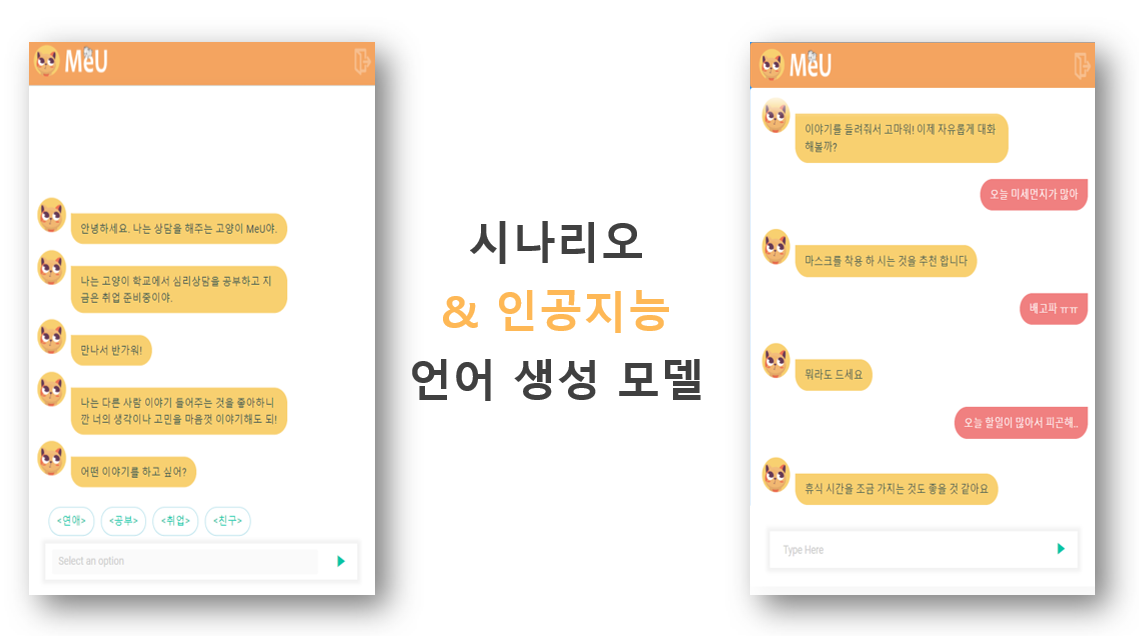 MeU
안녕하세요. 나는 상담을 해주는 고양이 MeU야.
나는 고양이 학교에서 심리상담을 공부하고 지
금은 취업 준비중이야.
만나서 반가워!
나는 다른 사람 이야기 들어주는 것을 좋아하니
깐 너의 생각이나 고민을 마음껏 이야기해도 되!
어떤 이야기를 하고 싶어?
<연애> <공부> <취업> <친구>
Select an option
시나리오
& 인공지능
언어 생성 모델
MeU
이야기를 들려줘서 고마워! 이제 자유롭게 대화
해볼까?
오늘 미세먼지가 많아
마스크를 착용 하 시는 것을 추천 합니다
배고파 ㅠㅠ
뭐라도 드세요
오늘 할일이 많아서 피곤해..
휴식 시간을 조금 가지는 것도 좋을 것 같아요
Type Here